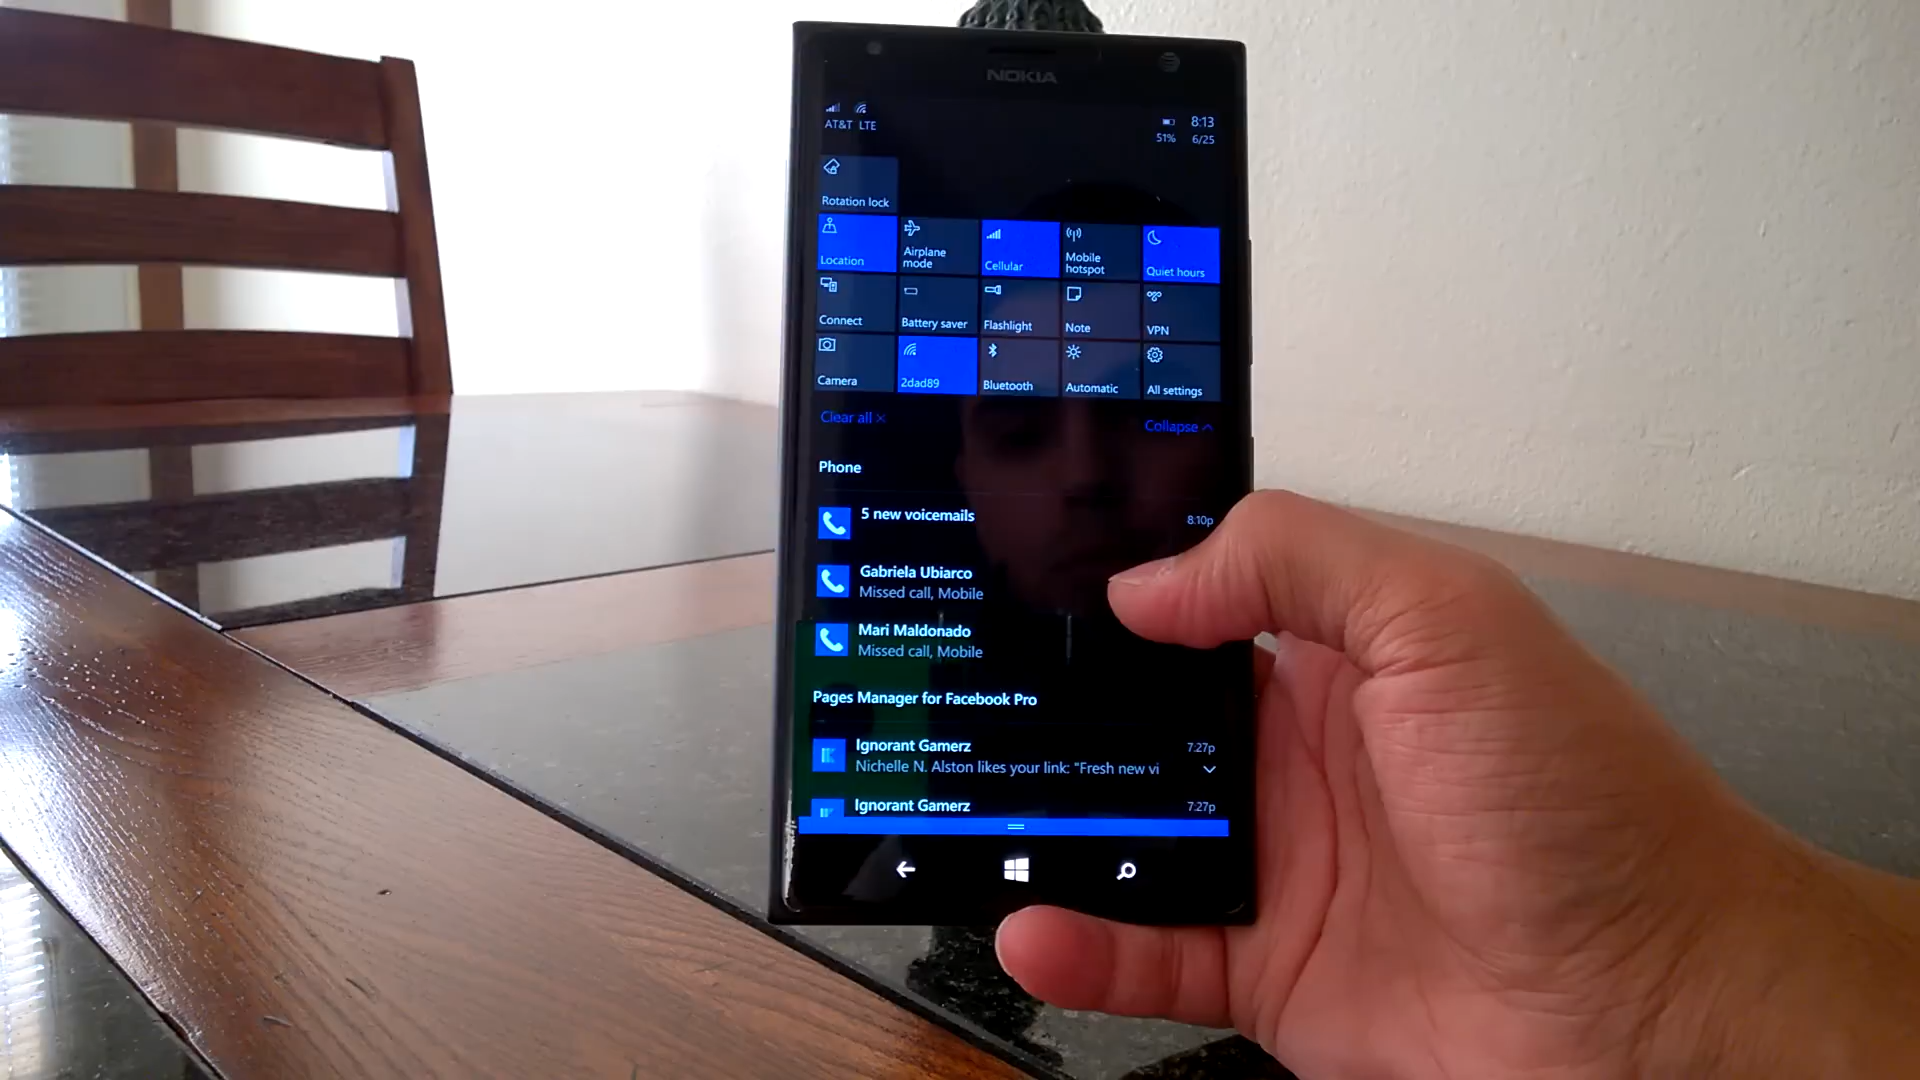 NOKIA
AT&T LTE
8:13
51% 6/25
Rotation lock
Location
Airplane mode
Cellular
Mobile hotspot
Quiet hours
Connect
Battery saver
Flashlight
Note
VPN
Camera
2dad89
Bluetooth
Automatic
All settings
Clear all
Collapse
Phone
5 new voicemails 8:10p
Gabriela Ubiarco
Missed call, Mobile
Mari Maldonado
Missed call, Mobile
Pages Manager for Facebook Pro
Ignorant Gamerz 7:27p
Nichelle N. Alston likes your link: "Fresh new vi
Ignorant Gamerz 7:27p